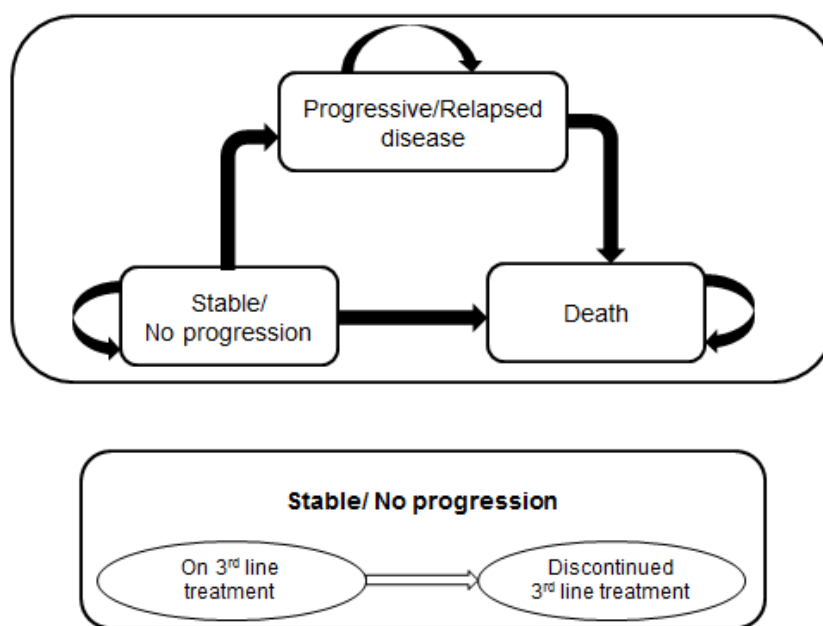 Progressive/Relapsed
disease
Stable/
No progression
Death
Stable/ No progression
On 3rd line
treatment
Discontinued
3rd line treatment